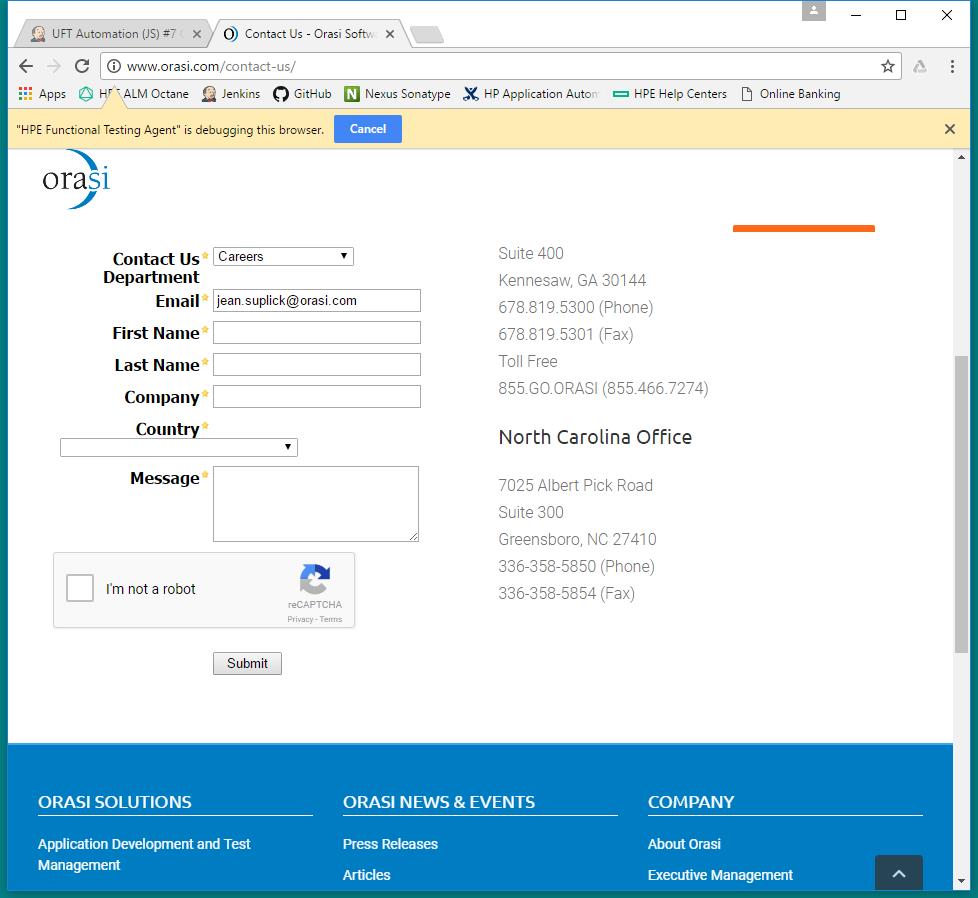 UFT Automation (JS) #7
Contact Us - Orasi Softw
www.orasi.com/contact-us/
Apps
HPE ALM Octane
Jenkins
GitHub
Nexus Sonatype
HP Application Autom
HPE Help Centers
Online Banking
"HPE Functional Testing Agent" is debugging this browser.
Cancel
orasi
Contact Us
Department
Careers
Email
jean.suplick@orasi.com
First Name
Last Name
Company
Country
Message
I'm not a robot
reCAPTCHA
Privacy - Terms
Submit
Suite 400
Kennesaw, GA 30144
678.819.5300 (Phone)
678.819.5301 (Fax)
Toll Free
855.GO.ORASI (855.466.7274)
North Carolina Office
7025 Albert Pick Road
Suite 300
Greensboro, NC 27410
336-358-5850 (Phone)
336-358-5854 (Fax)
ORASI SOLUTIONS
Application Development and Test
Management
ORASI NEWS & EVENTS
Press Releases
Articles
COMPANY
About Orasi
Executive Management